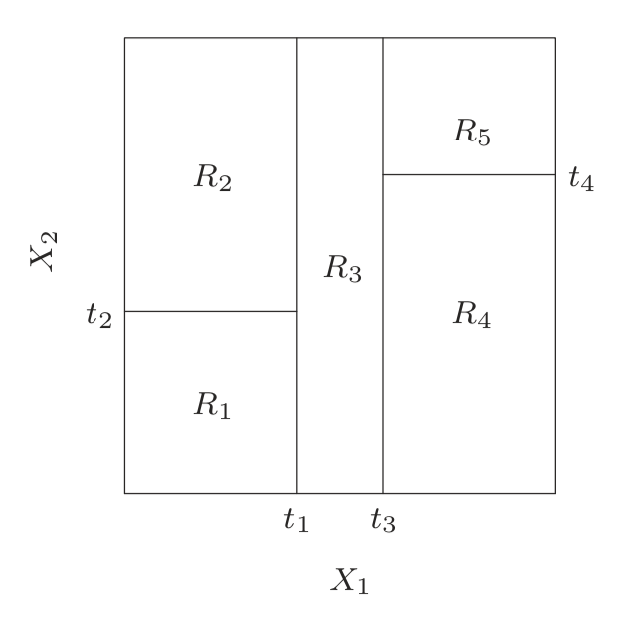 R₅
R₂
t₄
X₂
R₃
t₂
R₄
R₁
t₁ t₃
X₁